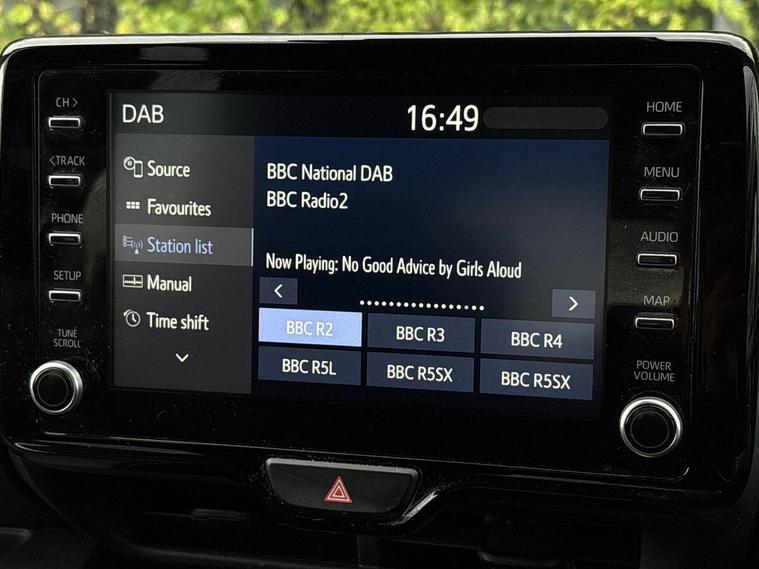 CH >
< TRACK
PHONE
SETUP
TUNE
SCROLL
DAB
16:49
Source
Favourites
Station list
Manual
Time shift
BBC National DAB
BBC Radio2
Now Playing: No Good Advice by Girls Aloud
BBC R2
BBC R3
BBC R4
BBC R5L
BBC R5SX
BBC R5SX
HOME
MENU
AUDIO
MAP
POWER
VOLUME